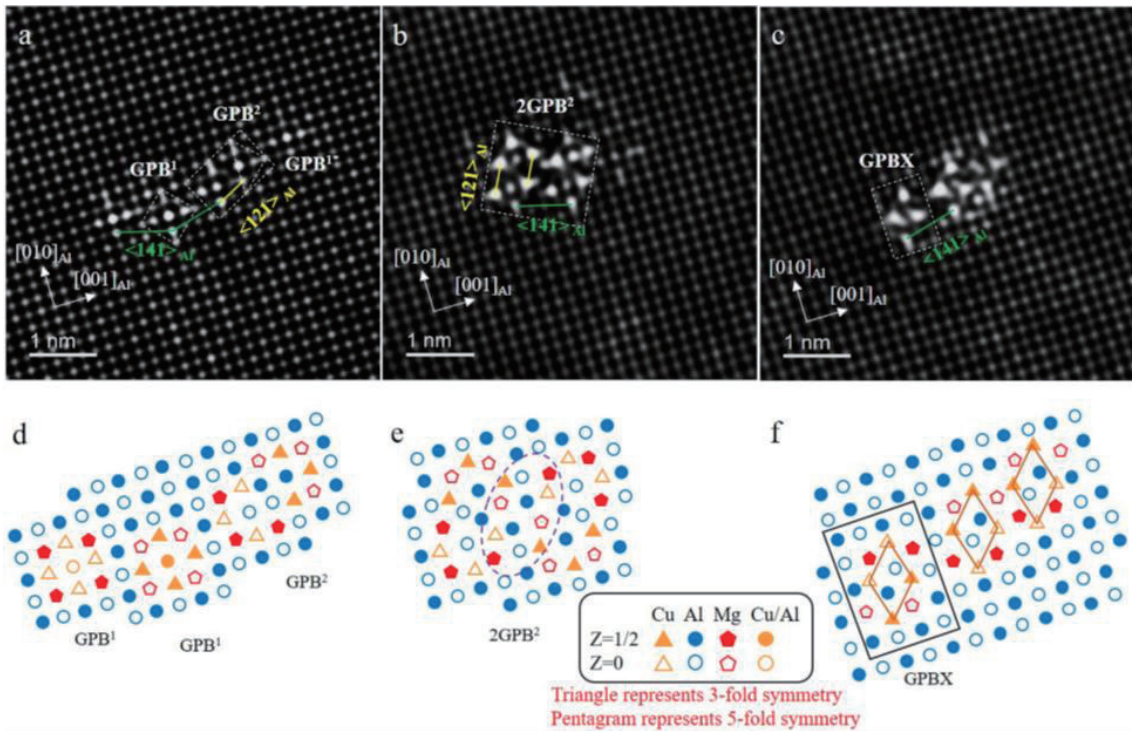 a
GPB²
GPB¹
GPB¹"
<121> Al
<141> Al
[010]Al
[001]Al
1 nm
b
2GPB²
<121> Al
<141> Al
[010]Al
[001]Al
1 nm
c
GPBX
<141> Al
[010]Al
[001]Al
1 nm
d
GPB¹
GPB¹
GPB²
e
2GPB²
f
GPBX
Cu Al Mg Cu/Al
Z=1/2
Z=0
Triangle represents 3-fold symmetry
Pentagram represents 5-fold symmetry